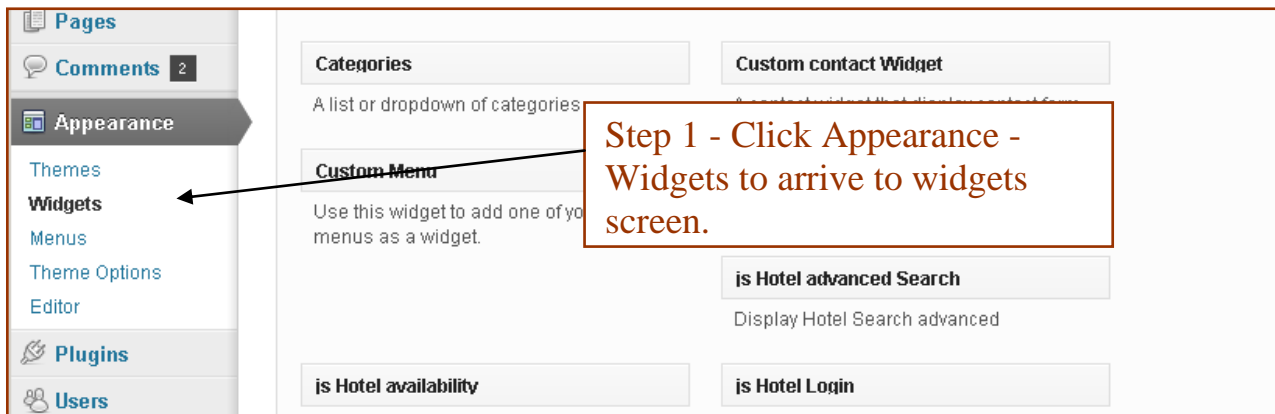 Pages
Comments 2
Appearance
Themes
Widgets
Menus
Theme Options
Editor
Plugins
Users
Categories
A list or dropdown of categories
Custom contact Widget
Step 1 - Click Appearance -
Widgets to arrive to widgets
screen.
Custom Menu
Use this widget to add one of
menus as a widget.
js Hotel advanced Search
Display Hotel Search advanced
js Hotel availability
js Hotel Login